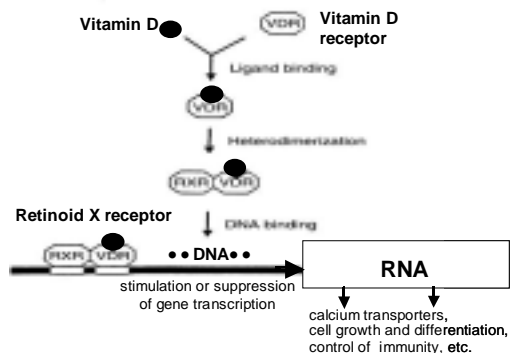 Vitamin D
VDR
Vitamin D
receptor
Ligand binding
VDR
Heterodimerization
RXR VDR
Retinoid X receptor
DNA binding
RXR VDR
••DNA••
RNA
stimulation or suppression
of gene transcription
calcium transporters,
cell growth and differentiation,
control of immunity, etc.